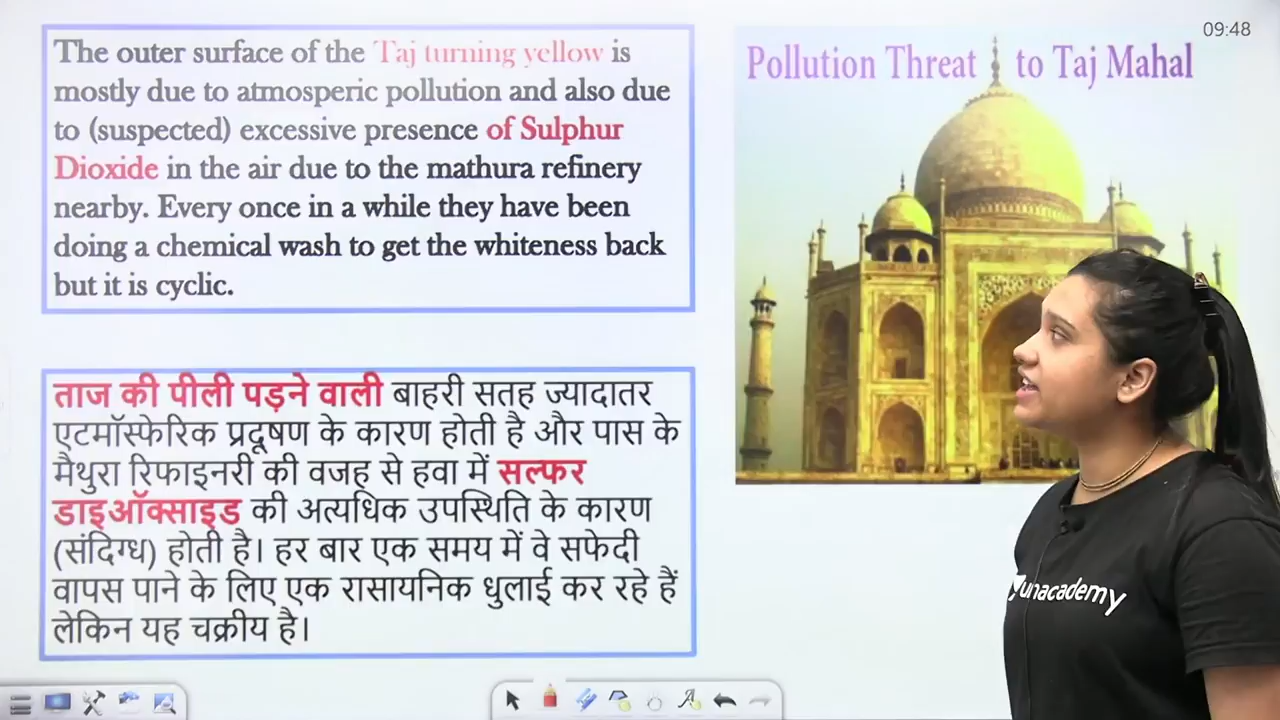 09:48
The outer surface of the Taj turning yellow is
mostly due to atmosperic pollution and also due
to (suspected) excessive presence of Sulphur
Dioxide in the air due to the mathura refinery
nearby. Every once in a while they have been
doing a chemical wash to get the whiteness back
but it is cyclic.
Pollution Threat to Taj Mahal
ताज की पीली पड़ने वाली बाहरी सतह ज्यादातर
एटमॉस्फेरिक प्रदूषण के कारण होती है और पास के
मैथुरा रिफाइनरी की वजह से हवा में सल्फर
डाइऑक्साइड की अत्यधिक उपस्थिति के कारण
(संदिग्ध) होती है। हर बार एक समय में वे सफेदी
वापस पाने के लिए एक रासायनिक धुलाई कर रहे हैं
लेकिन यह चक्रीय है।
unacademy